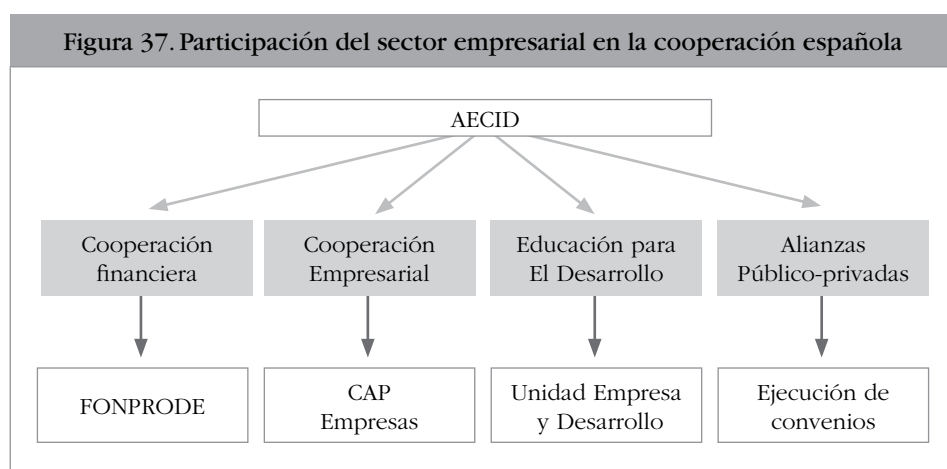 Figura 37. Participación del sector empresarial en la cooperación española
AECID
Cooperación
financiera
Cooperación
Empresarial
Educación para
El Desarrollo
Alianzas
Público-privadas
FONPRODE
CAP
Empresas
Unidad Empresa
y Desarrollo
Ejecución de
convenios